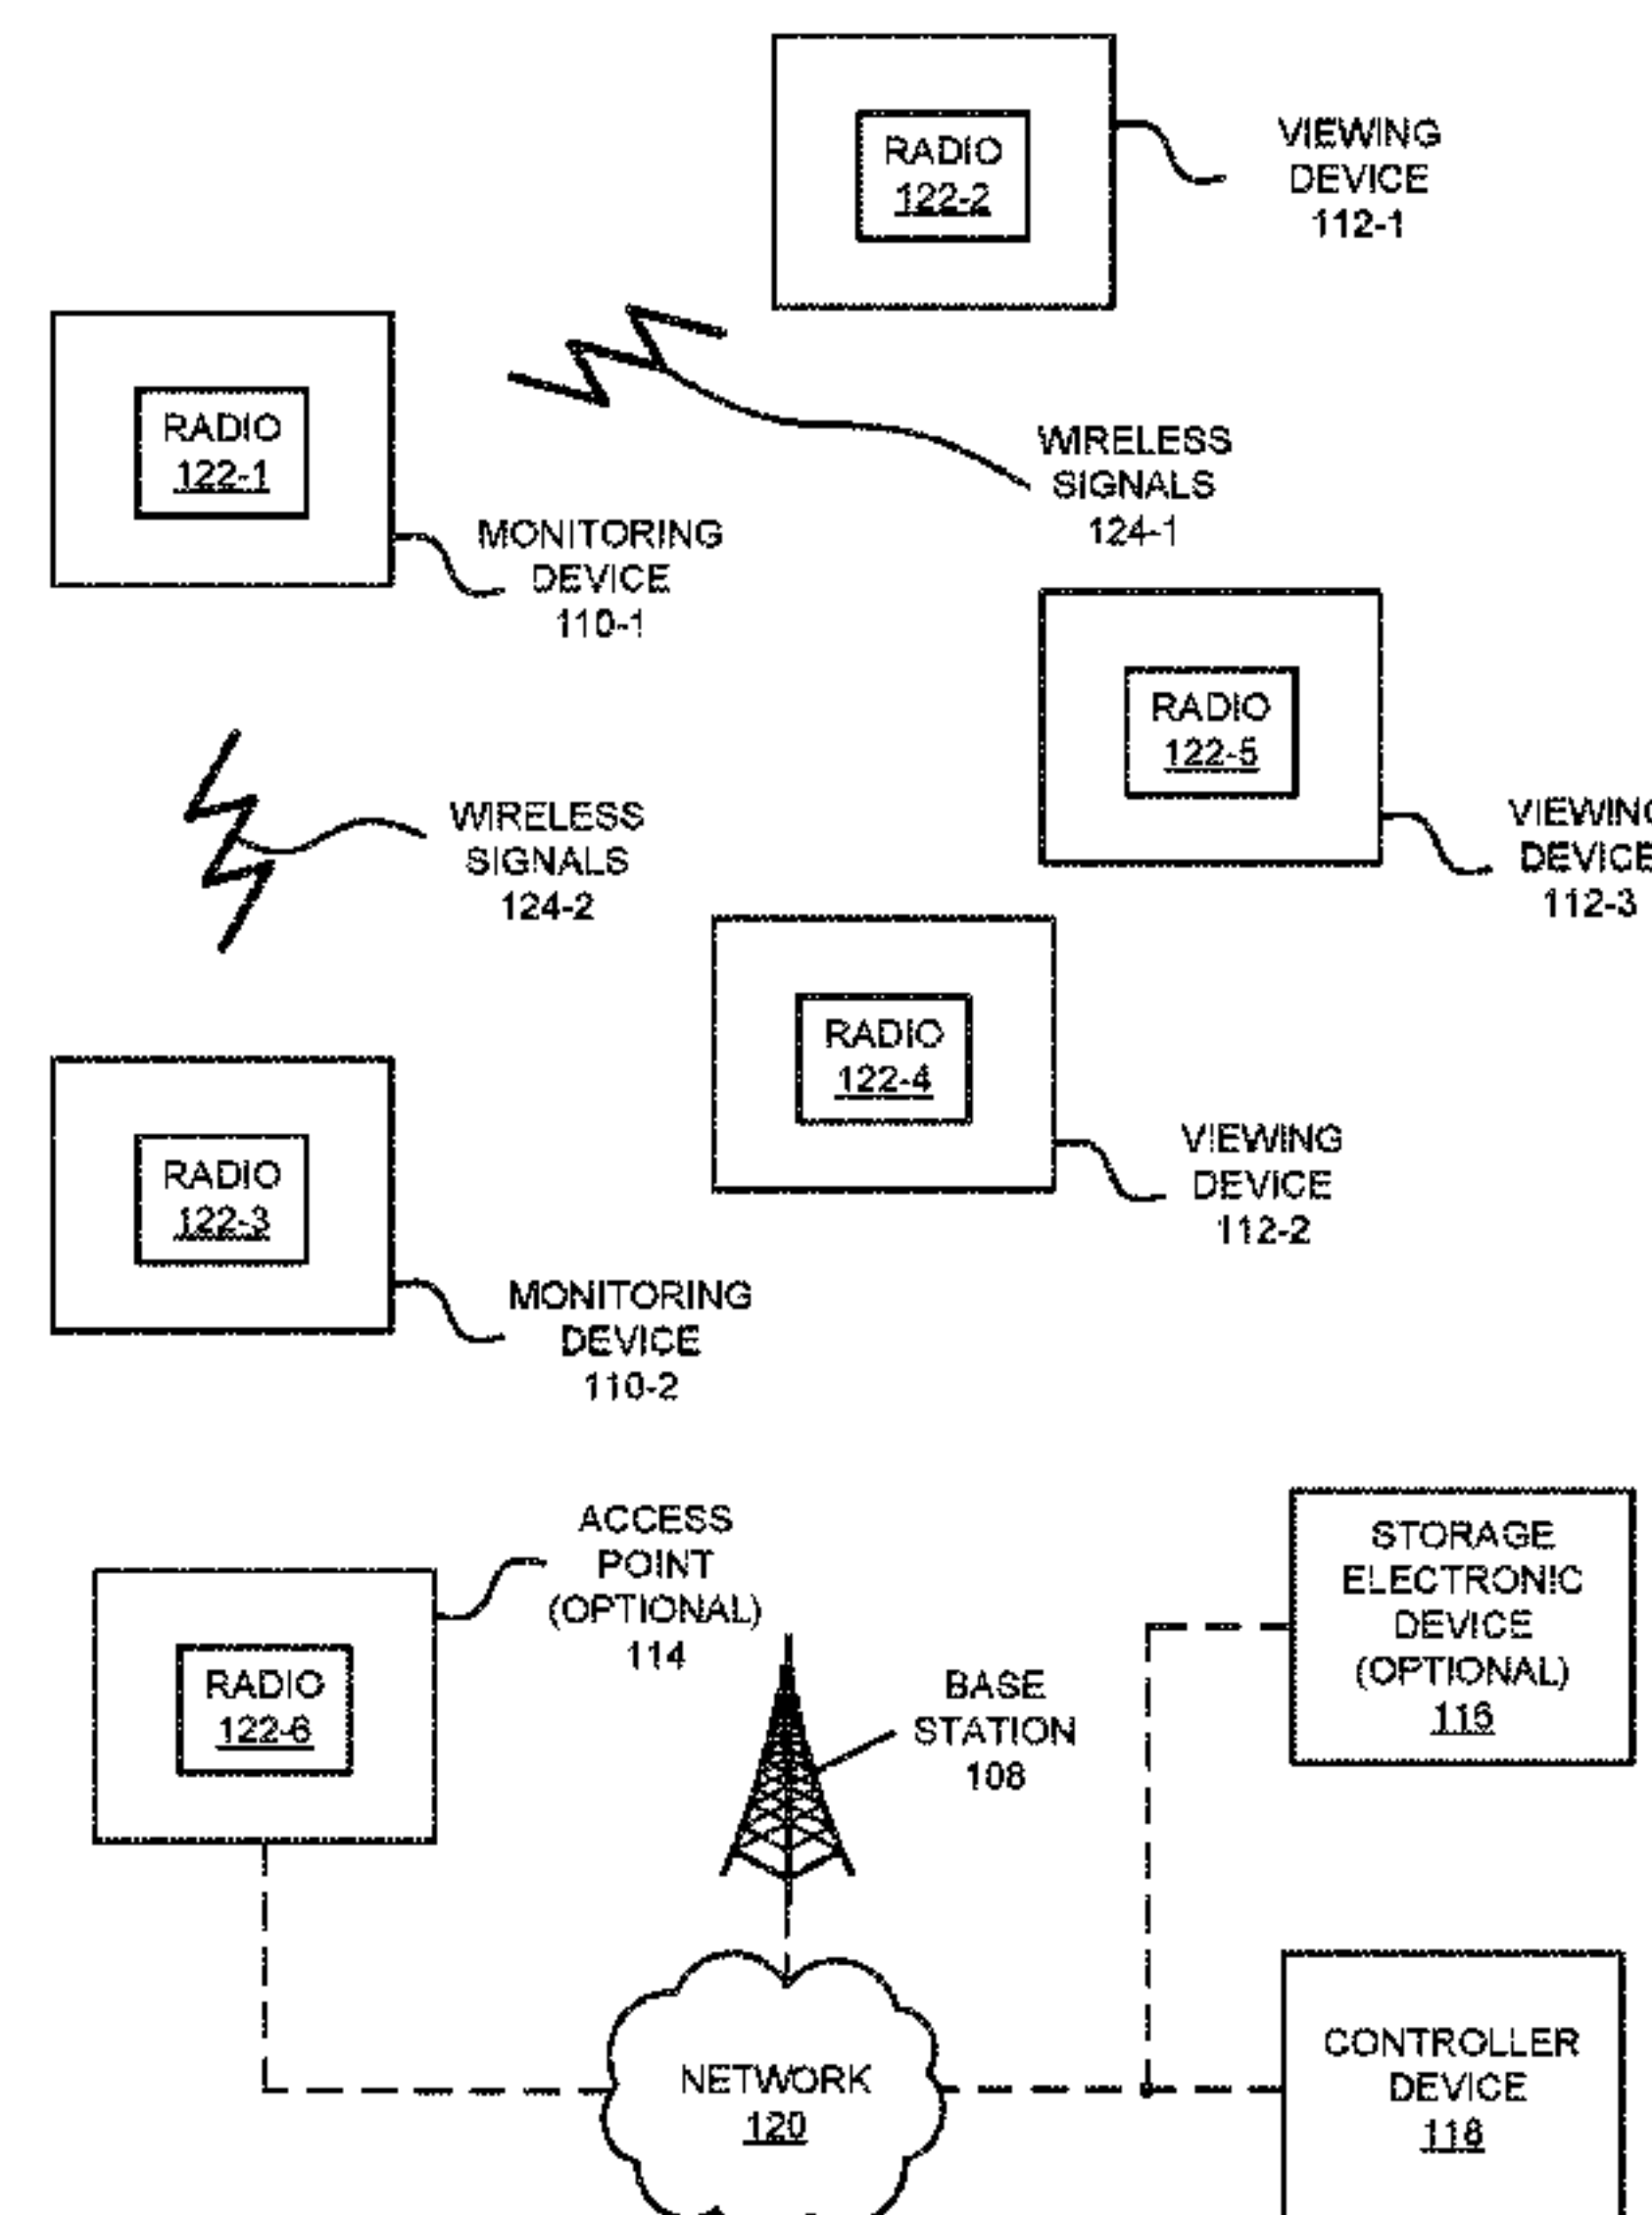 RADIO
122-2
VIEWING
DEVICE
112-1
RADIO
122-1
MONITORING
DEVICE
110-1
WIRELESS
SIGNALS
124-1
RADIO
122-5
VIEWING
DEVICE
112-3
WIRELESS
SIGNALS
124-2
RADIO
122-4
VIEWING
DEVICE
112-2
RADIO
122-3
MONITORING
DEVICE
110-2
ACCESS
POINT
(OPTIONAL)
114
RADIO
122-6
BASE
STATION
108
STORAGE
ELECTRONIC
DEVICE
(OPTIONAL)
116
NETWORK
120
CONTROLLER
DEVICE
118